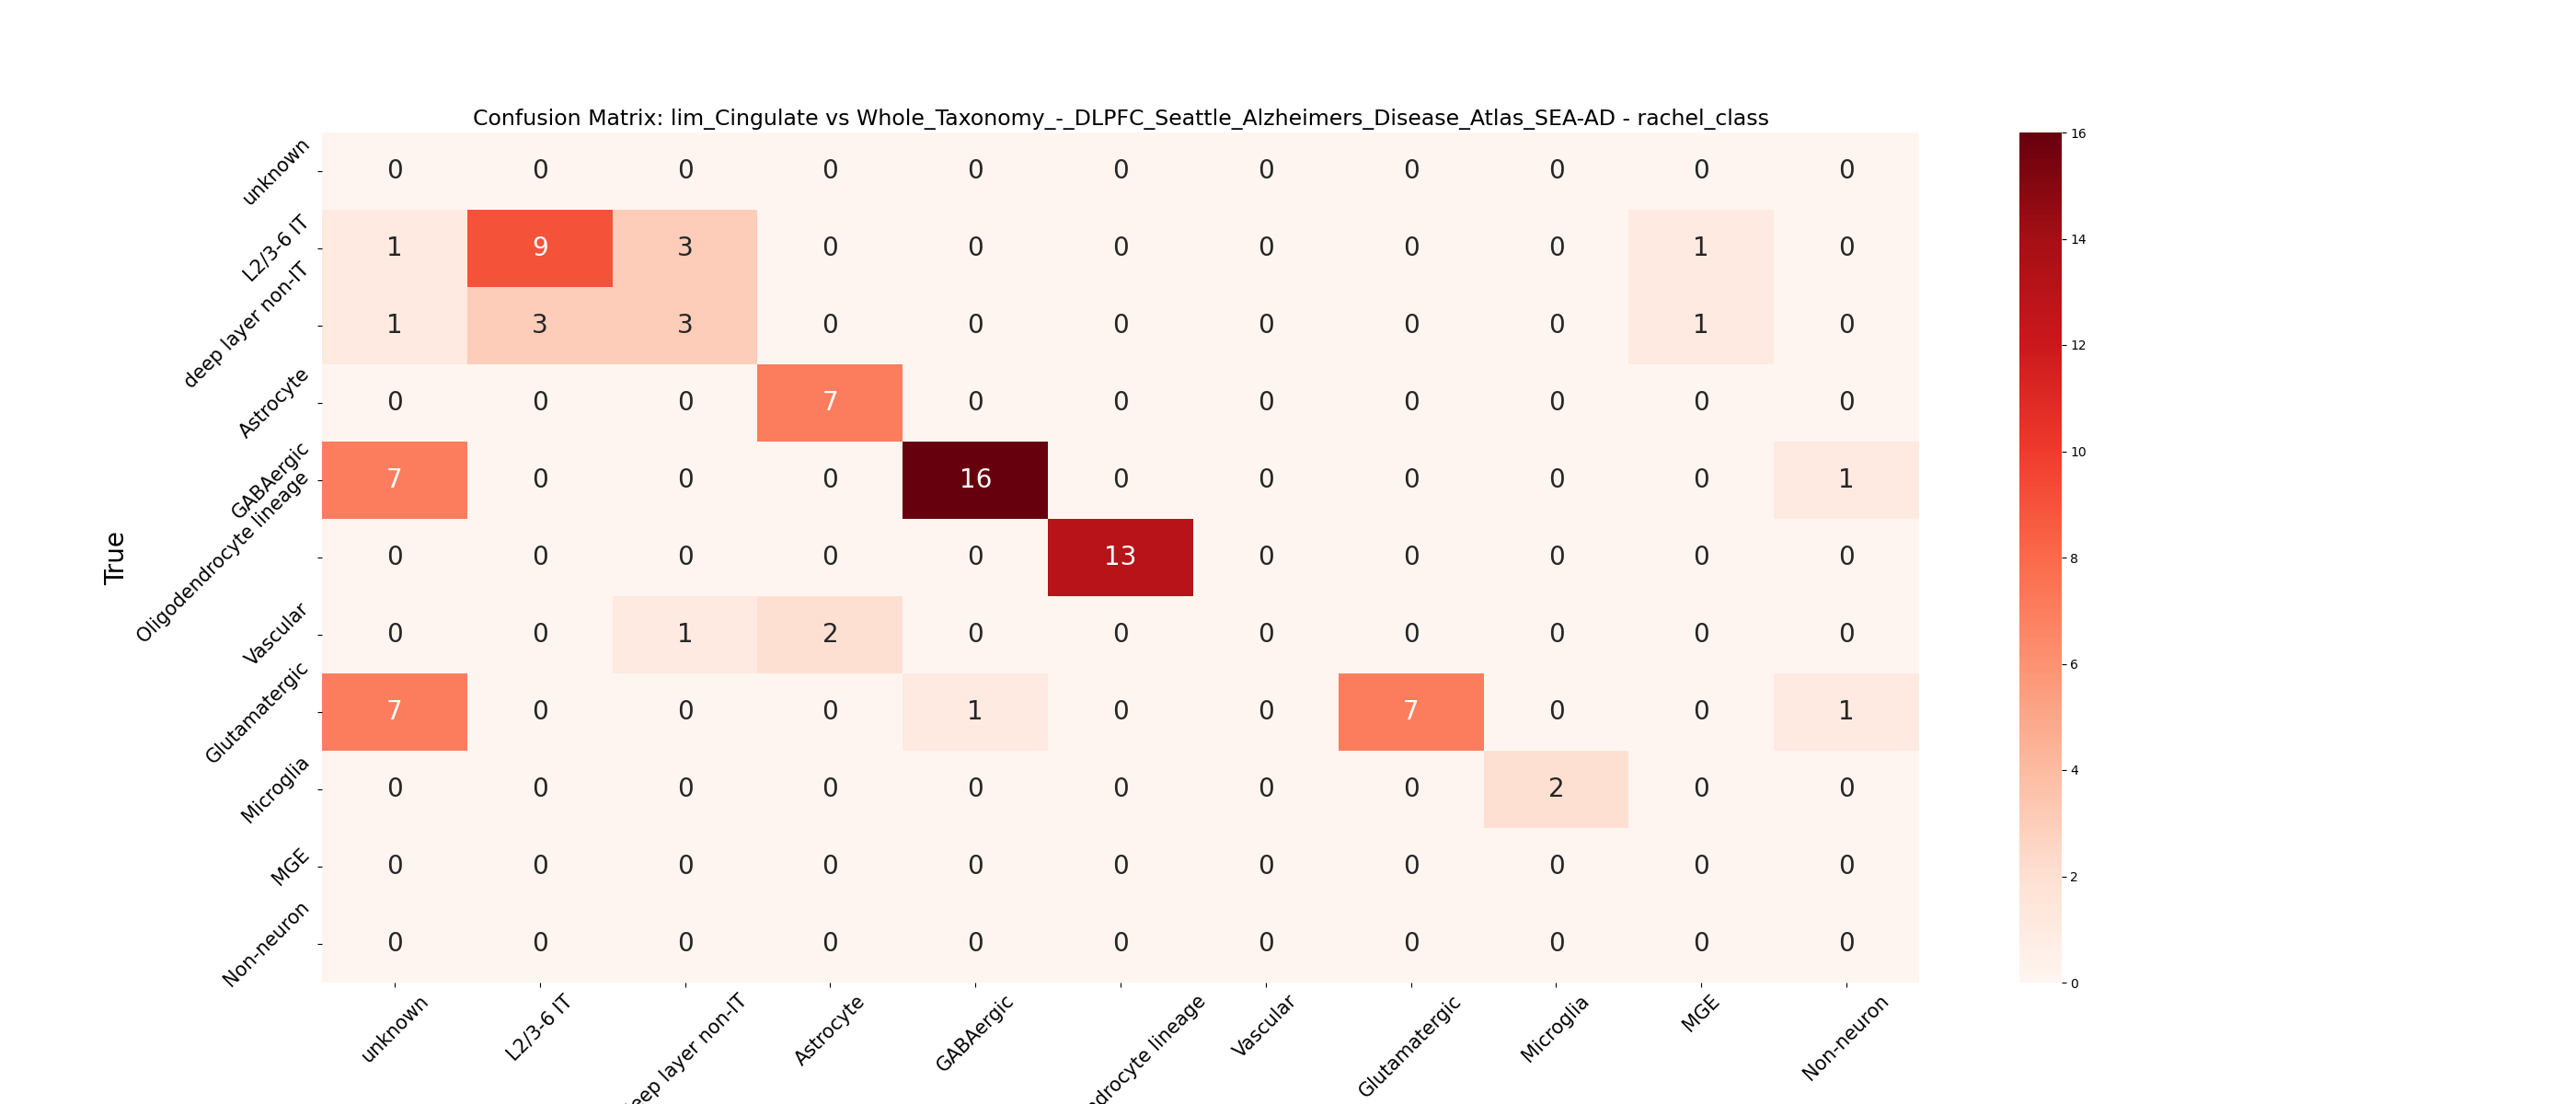 Confusion Matrix: lim_Cingulate vs Whole_Taxonomy_-_DLPFC_Seattle_Alzheimers_Disease_Atlas_SEA-AD - rachel_class
True
unknown 0 0 0 0 0 0 0 0 0 0 0
L2/3-6 IT 1 9 3 0 0 0 0 0 0 1 0
deep layer non-IT 1 3 3 0 0 0 0 0 0 1 0
Astrocyte 0 0 0 7 0 0 0 0 0 0 0
GABAergic 7 0 0 0 16 0 0 0 0 0 1
Oligodendrocyte lineage 0 0 0 0 0 13 0 0 0 0 0
Vascular 0 0 1 2 0 0 0 0 0 0 0
Glutamatergic 7 0 0 0 1 0 0 7 0 0 1
Microglia 0 0 0 0 0 0 0 0 2 0 0
MGE 0 0 0 0 0 0 0 0 0 0 0
Non-neuron 0 0 0 0 0 0 0 0 0 0 0
unknown L2/3-6 IT layer non-IT Astrocyte GABAergic lineage Vascular Glutamatergic Microglia MGE Non-neuron
16
14
12
10
8
6
4
2
0